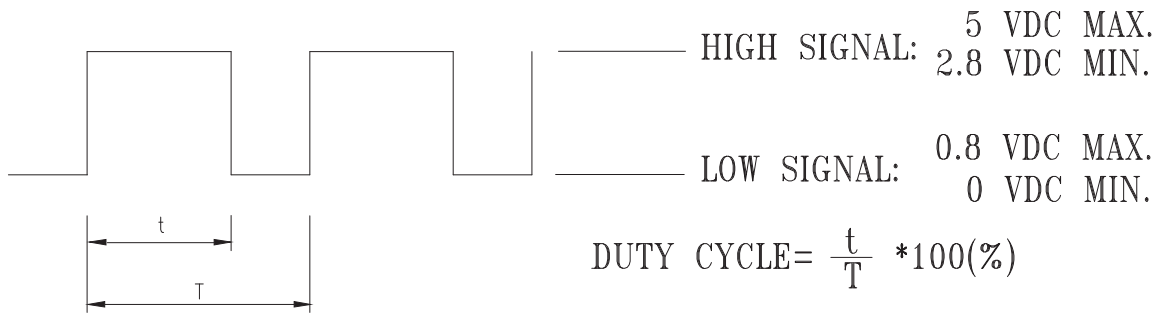 HIGH SIGNAL: 5 VDC MAX.
2.8 VDC MIN.
LOW SIGNAL: 0.8 VDC MAX.
0 VDC MIN.
t
T
DUTY CYCLE= t/T *100(%)